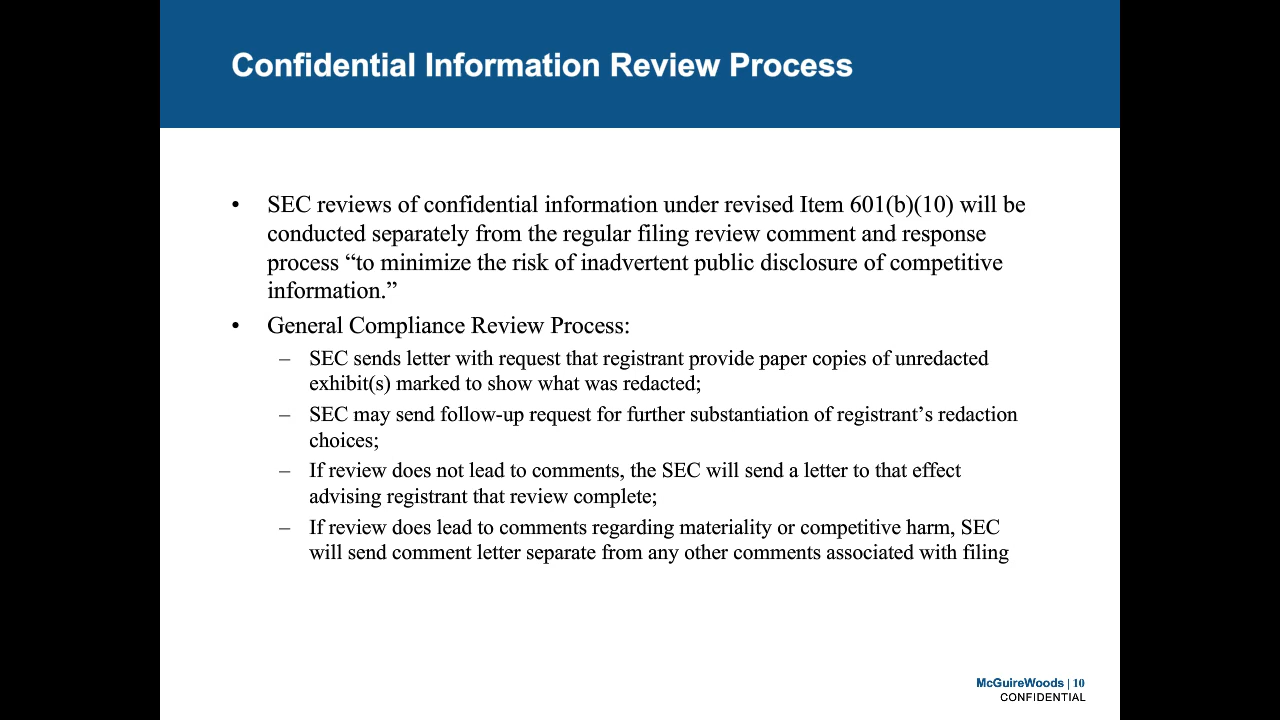 Confidential Information Review Process
• SEC reviews of confidential information under revised Item 601(b)(10) will be
conducted separately from the regular filing review comment and response
process “to minimize the risk of inadvertent public disclosure of competitive
information.”
• General Compliance Review Process:
– SEC sends letter with request that registrant provide paper copies of unredacted
exhibit(s) marked to show what was redacted;
– SEC may send follow-up request for further substantiation of registrant’s redaction
choices;
– If review does not lead to comments, the SEC will send a letter to that effect
advising registrant that review complete;
– If review does lead to comments regarding materiality or competitive harm, SEC
will send comment letter separate from any other comments associated with filing
McGuireWoods | 10
CONFIDENTIAL